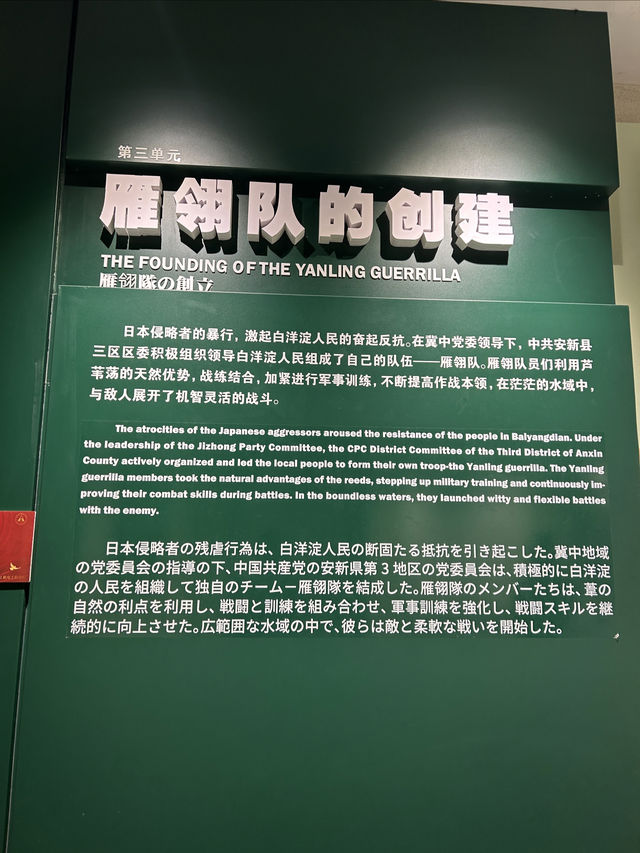 第三单元
雁翎队的创建
THE FOUNDING OF THE YANLING GUERRILLA
雁翎隊の創立
日本侵略者的暴行，激起白洋淀人民的奋起反抗。在冀中党委领导下，中共安新县
三区区委积极组织领导白洋淀人民组成了自己的队伍——雁翎队。雁翎队员们利用芦
苇荡的天然优势，战练结合，加紧进行军事训练，不断提高作战本领，在茫茫的水域中，
与敌人展开了机智灵活的战斗。
The atrocities of the Japanese aggressors aroused the resistance of the people in Baiyangdian. Under
the leadership of the Jizhong Party Committee, the CPC District Committee of the Third District of Anxin
County actively organized and led the local people to form their own troop-the Yanling guerrilla. The Yanling
guerrilla members took the natural advantages of the reeds, stepping up military training and continuously im-
proving their combat skills during battles. In the boundless waters, they launched witty and flexible battles
with the enemy.
日本侵略者の残虐行為は、白洋淀人民の断固たる抵抗を引き起こした。冀中地域
の党委員会の指導の下、中国共産党の安新県第3地区の党委員会は、積極的に白洋淀
の人民を組織して独自のチームー雁翎隊を結成した。雁翎隊のメンバーたちは、葦の
自然の利点を利用し、戦闘と訓練を組み合わせ、軍事訓練を強化し、戦闘スキルを継
続的に向上させた。広範囲な水域の中で、彼らは敵と柔軟な戦いを開始した。